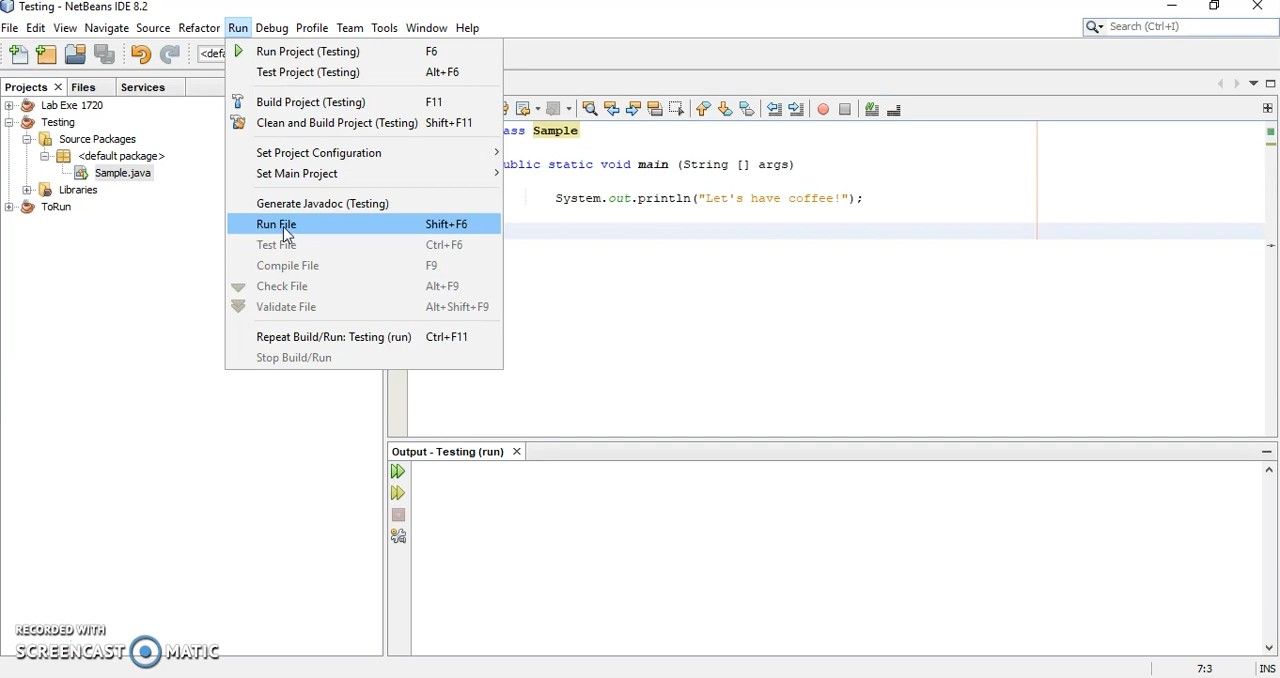 Testing - NetBeans IDE 8.2
File Edit View Navigate Source Refactor Run Debug Profile Team Tools Window Help
Search (Ctrl+I)
Projects Files Services
Lab Exe 1720
Testing
Source Packages
<default package>
Sample.java
Libraries
ToRun
Run Project (Testing) F6
Test Project (Testing) Alt+F6
Build Project (Testing) F11
Clean and Build Project (Testing) Shift+F11
Set Project Configuration
Set Main Project
Generate Javadoc (Testing)
Run File Shift+F6
Test File Ctrl+F6
Compile File F9
Check File Alt+F9
Validate File Alt+Shift+F9
Repeat Build/Run: Testing (run) Ctrl+F11
Stop Build/Run
ass Sample
ublic static void main (String [] args)
System.out.println("Let's have coffee!");
Output - Testing (run)
RECORDED WITH
SCREENCAST MATIC
7:3 INS